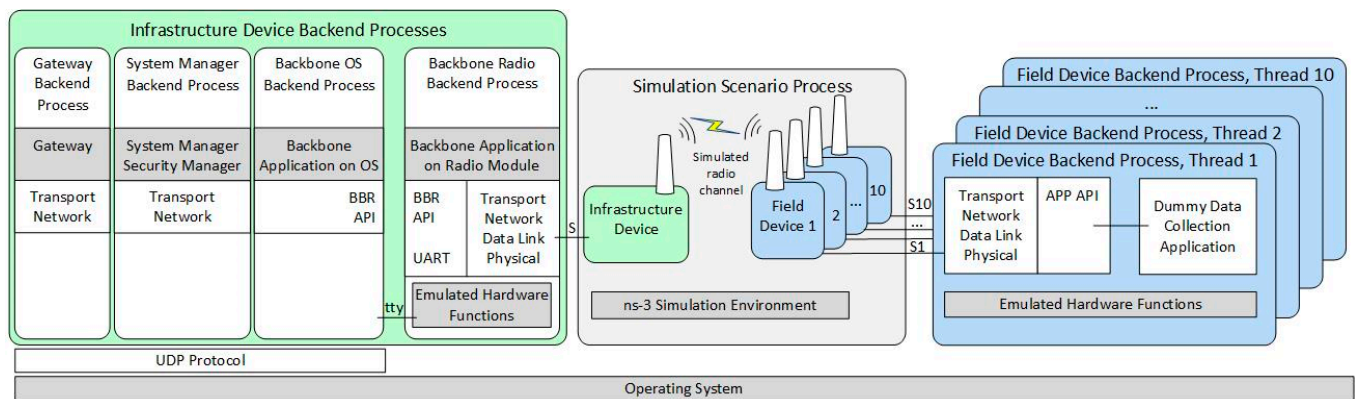 Infrastructure Device Backend Processes
Gateway
Backend
Process
System Manager
Backend Process
Backbone OS
Backend Process
Backbone Radio
Backend Process
Gateway
System Manager
Security Manager
Backbone
Application on OS
Backbone Application
on Radio Module
Transport
Network
Transport
Network
BBR
API
BBR
API
UART
Transport
Network
Data Link
Physical
tty
Emulated Hardware
Functions
S
UDP Protocol
Simulation Scenario Process
Simulated
radio
channel
Infrastructure
Device
Field
Device 1
2
...
10
ns-3 Simulation Environment
S10
...
S1
Field Device Backend Process, Thread 10
...
Field Device Backend Process, Thread 2
Field Device Backend Process, Thread 1
Transport
Network
Data Link
Physical
APP API
Dummy Data
Collection
Application
Emulated Hardware Functions
Operating System